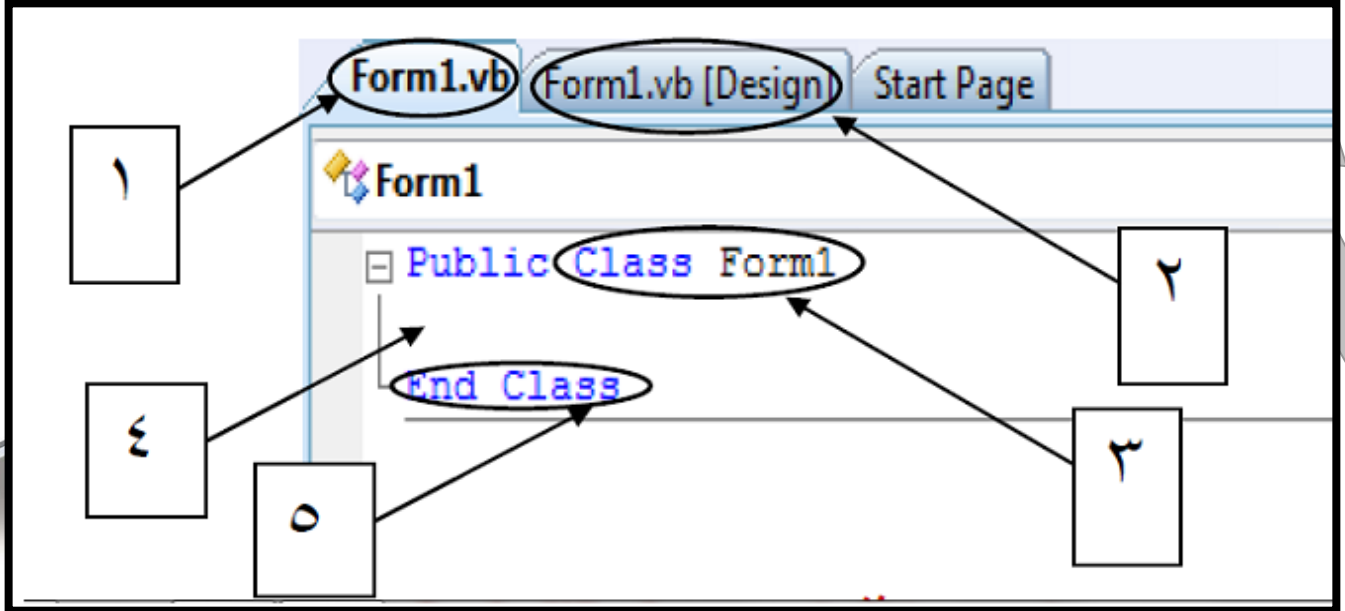 Form1.vb Form1.vb [Design] Start Page
١
Form1
Public Class Form1
٢
End Class
٤
٣
٥